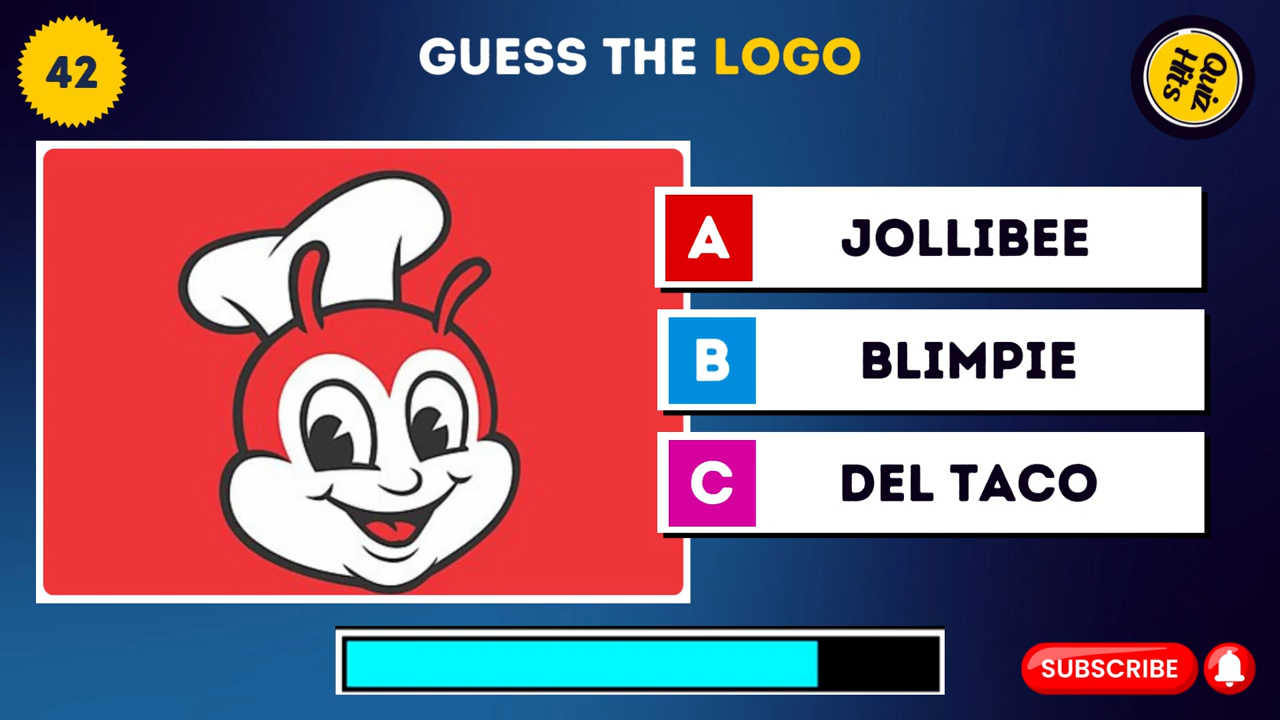 42
GUESS THE LOGO
Quiz
Hits
A JOLLIBEE
B BLIMPIE
C DEL TACO
SUBSCRIBE